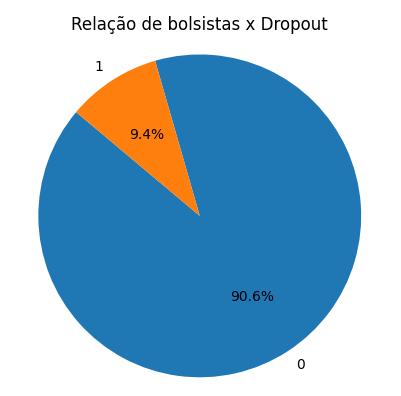 Relação de bolsistas x Dropout
1
9.4%
90.6%
0